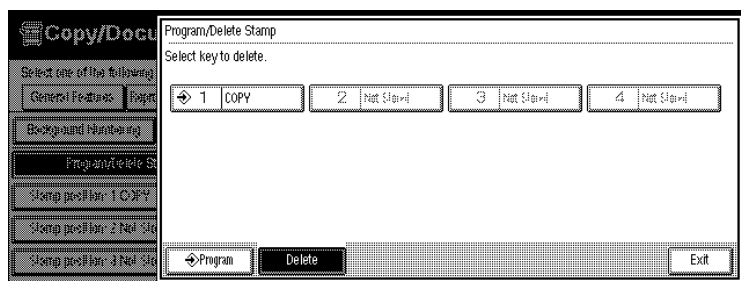 Copy/Docu
Program/Delete Stamp
Select key to delete.
Select one of the following
General Features
1 COPY
2 Not Stored
3 Not Stored
4 Not Stored
Background Numbering
Program/Delete St
Stamp position: 1 COPY
Stamp position: 2 Not Sto
Stamp position: 3 Not Sto
Program
Delete
Exit